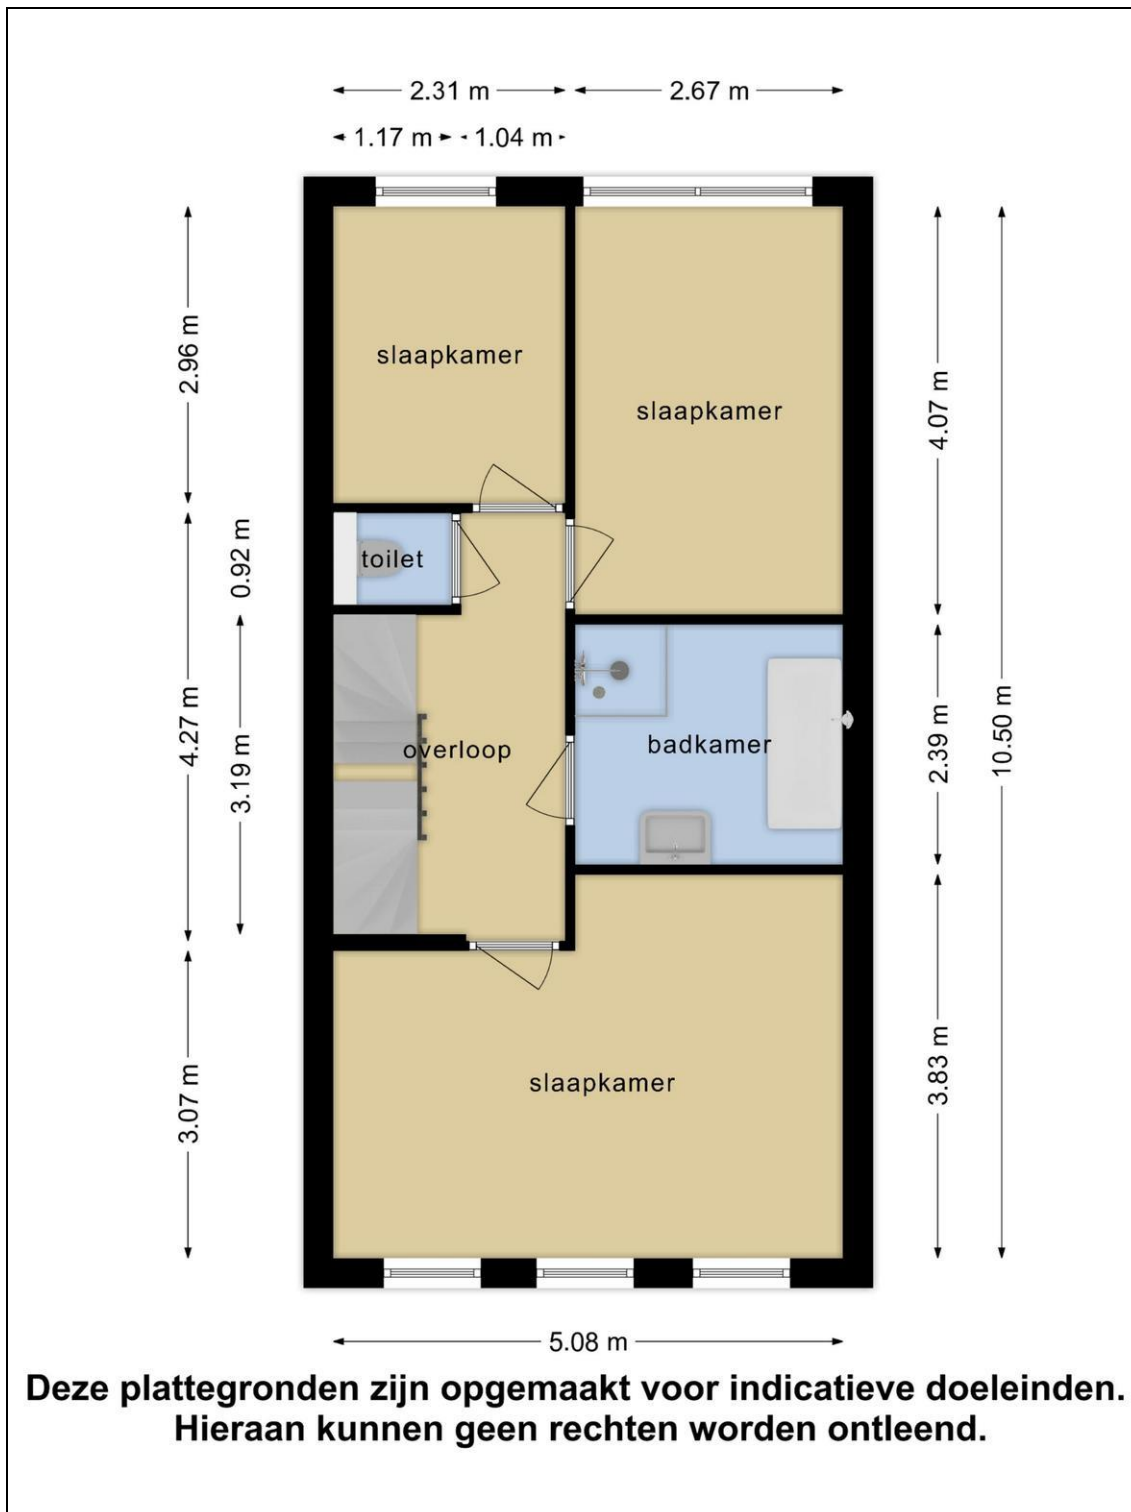 2.31 m
2.67 m
1.17 m
1.04 m
2.96 m
slaapkamer
slaapkamer
4.07 m
0.92 m
toilet
4.27 m
3.19 m
overloop
badkamer
2.39 m
10.50 m
3.07 m
slaapkamer
3.83 m
5.08 m
Deze plattegronden zijn opgemaakt voor indicatieve doeleinden.
Hieraan kunnen geen rechten worden ontleend.